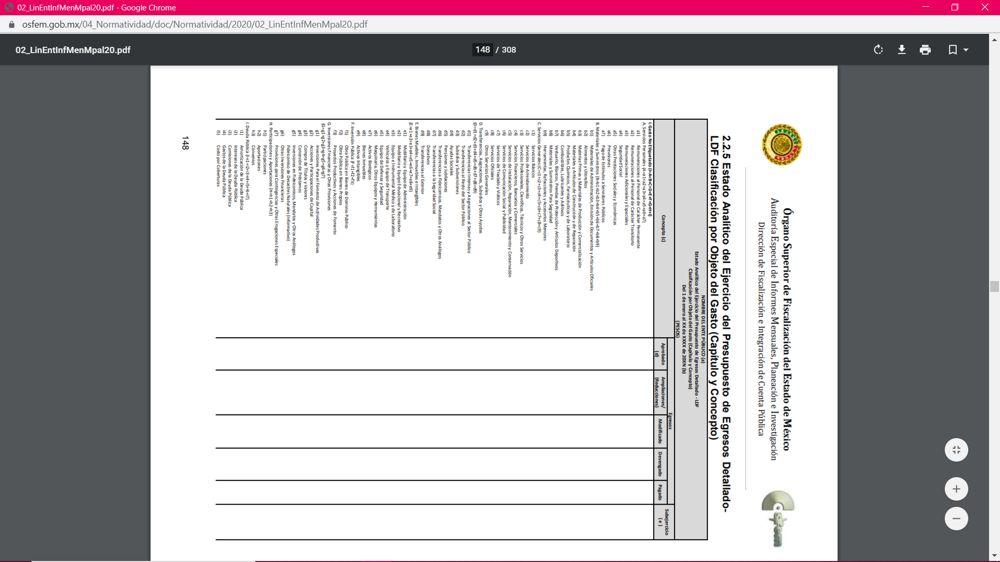 02_LinEntInfMenMpal20.pdf - Google Chrome
osfem.gob.mx/04_Normatividad/doc/Normatividad/2020/02_LinEntInfMenMpal20.pdf
02_LinEntInfMenMpal20.pdf
148 / 308
Órgano Superior de Fiscalización del Estado de México
Auditoría Especial de Informes Mensuales, Planeación e Investigación
Dirección de Fiscalización e Integración de Cuenta Pública
2.2.5 Estado Analítico del Ejercicio del Presupuesto de Egresos Detallado-
LDF Clasificación por Objeto del Gasto (Capítulo y Concepto)
NOMBRE DEL ENTE PÚBLICO (a)
Estado Analítico del Ejercicio del Presupuesto de Egresos Detallado - LDF
Clasificación por Objeto del Gasto (Capítulo y Concepto)
Del 1 de enero al XX de XXXX de 20XN (b)
(PESOS)
Concepto (c)
Egresos
Aprobado (d)
Ampliaciones/ (Reducciones)
Modificado
Devengado
Pagado
Subejercicio ( e )
I. Gasto No Etiquetado (I=A+B+C+D+E+F+G+H+I)
A. Servicios Personales (A=a1+a2+a3+a4+a5+a6+a7)
a1) Remuneraciones al Personal de Carácter Permanente
a2) Remuneraciones al Personal de Carácter Transitorio
a3) Remuneraciones Adicionales y Especiales
a4) Seguridad Social
a5) Otras Prestaciones Sociales y Económicas
a6) Previsiones
a7) Pago de Estímulos a Servidores Públicos
B. Materiales y Suministros (B=b1+b2+b3+b4+b5+b6+b7+b8+b9)
b1) Materiales de Administración, Emisión de Documentos y Artículos Oficiales
b2) Alimentos y Utensilios
b3) Materias Primas y Materiales de Producción y Comercialización
b4) Materiales y Artículos de Construcción y de Reparación
b5) Productos Químicos, Farmacéuticos y de Laboratorio
b6) Combustibles, Lubricantes y Aditivos
b7) Vestuario, Blancos, Prendas de Protección y Artículos Deportivos
b8) Materiales y Suministros Para Seguridad
b9) Herramientas, Refacciones y Accesorios Menores
C. Servicios Generales (C=c1+c2+c3+c4+c5+c6+c7+c8+c9)
c1) Servicios Básicos
c2) Servicios de Arrendamiento
c3) Servicios Profesionales, Científicos, Técnicos y Otros Servicios
c4) Servicios Financieros, Bancarios y Comerciales
c5) Servicios de Instalación, Reparación, Mantenimiento y Conservación
c6) Servicios de Comunicación Social y Publicidad
c7) Servicios de Traslado y Viáticos
c8) Servicios Oficiales
c9) Otros Servicios Generales
D. Transferencias, Asignaciones, Subsidios y Otras Ayudas
(D=d1+d2+d3+d4+d5+d6+d7+d8+d9)
d1) Transferencias Internas y Asignaciones al Sector Público
d2) Transferencias al Resto del Sector Público
d3) Subsidios y Subvenciones
d4) Ayudas Sociales
d5) Pensiones y Jubilaciones
d6) Transferencias a Fideicomisos, Mandatos y Otros Análogos
d7) Transferencias a la Seguridad Social
d8) Donativos
d9) Transferencias al Exterior
E. Bienes Muebles, Inmuebles e Intangibles
(E=e1+e2+e3+e4+e5+e6+e7+e8+e9)
e1) Mobiliario y Equipo de Administración
e2) Mobiliario y Equipo Educacional y Recreativo
e3) Equipo e Instrumental Médico y de Laboratorio
e4) Vehículos y Equipo de Transporte
e5) Equipo de Defensa y Seguridad
e6) Maquinaria, Otros Equipos y Herramientas
e7) Activos Biológicos
e8) Bienes Inmuebles
e9) Activos Intangibles
F. Inversión Pública (F=f1+f2+f3)
f1) Obra Pública en Bienes de Dominio Público
f2) Obra Pública en Bienes Propios
f3) Proyectos Productivos y Acciones de Fomento
G. Inversiones Financieras y Otras Provisiones
(G=g1+g2+g3+g4+g5+g6+g7)
g1) Inversiones Para el Fomento de Actividades Productivas
g2) Acciones y Participaciones de Capital
g3) Compra de Títulos y Valores
g4) Concesión de Préstamos
g5) Inversiones en Fideicomisos, Mandatos y Otros Análogos
Fideicomiso de Desastres Naturales (Informativo)
g6) Otras Inversiones Financieras
g7) Provisiones para Contingencias y Otras Erogaciones Especiales
H. Participaciones y Aportaciones (H=h1+h2+h3)
h1) Participaciones
h2) Aportaciones
h3) Convenios
I. Deuda Pública (I=i1+i2+i3+i4+i5+i6+i7)
i1) Amortización de la Deuda Pública
i2) Intereses de la Deuda Pública
i3) Comisiones de la Deuda Pública
i4) Gastos de la Deuda Pública
i5) Costo por Coberturas
148